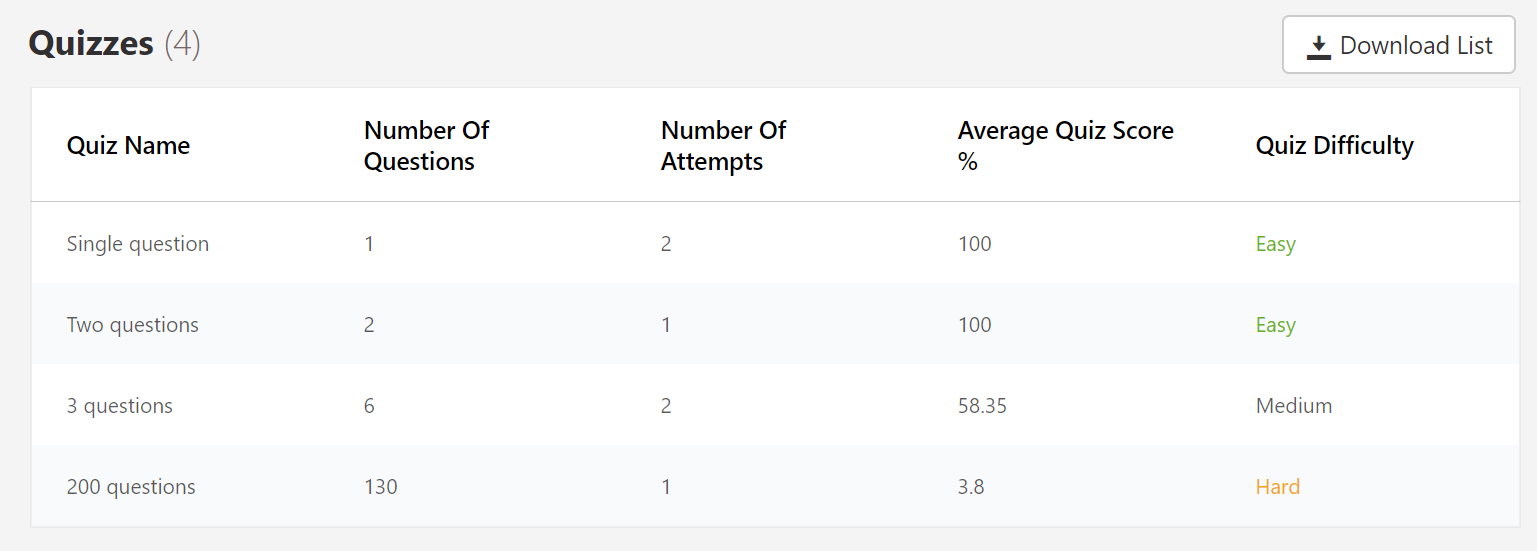 Quizzes (4)
Download List
Quiz Name
Number Of
Questions
Number Of
Attempts
Average Quiz Score
%
Quiz Difficulty
Single question 1 2 100 Easy
Two questions 2 1 100 Easy
3 questions 6 2 58.35 Medium
200 questions 130 1 3.8 Hard